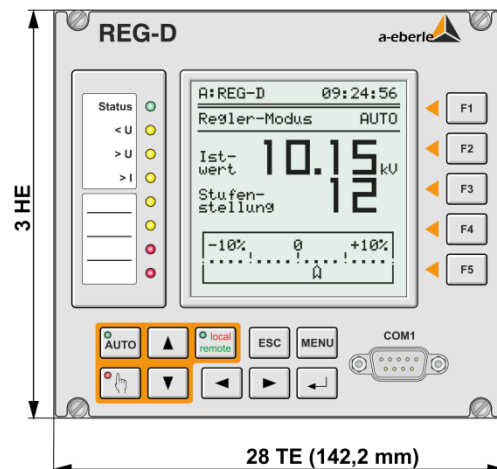 REG-D
a-eberle
Status
< U
> U
> I
A:REG-D 09:24:56
Regler-Modus AUTO
Ist-
wert 10.15 kV
Stufen-
stellung 12
-10% 0 +10%
F1
F2
F3
F4
F5
AUTO
local
remote
ESC
MENU
COM1
3 HE
28 TE (142,2 mm)